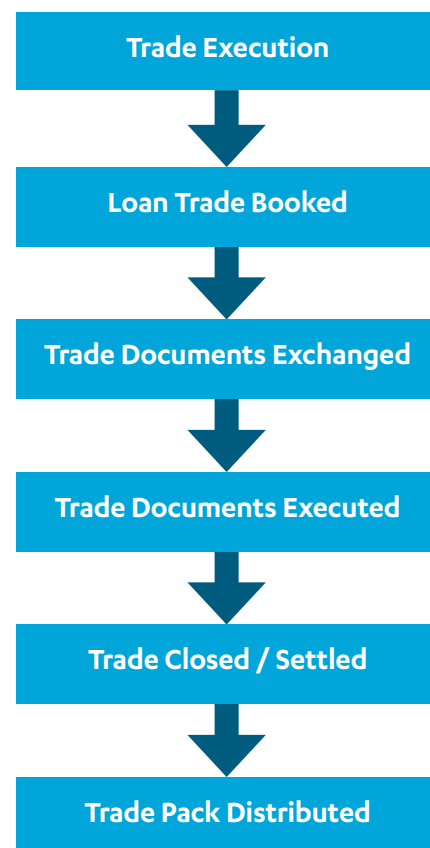 Trade Execution
Loan Trade Booked
Trade Documents Exchanged
Trade Documents Executed
Trade Closed / Settled
Trade Pack Distributed